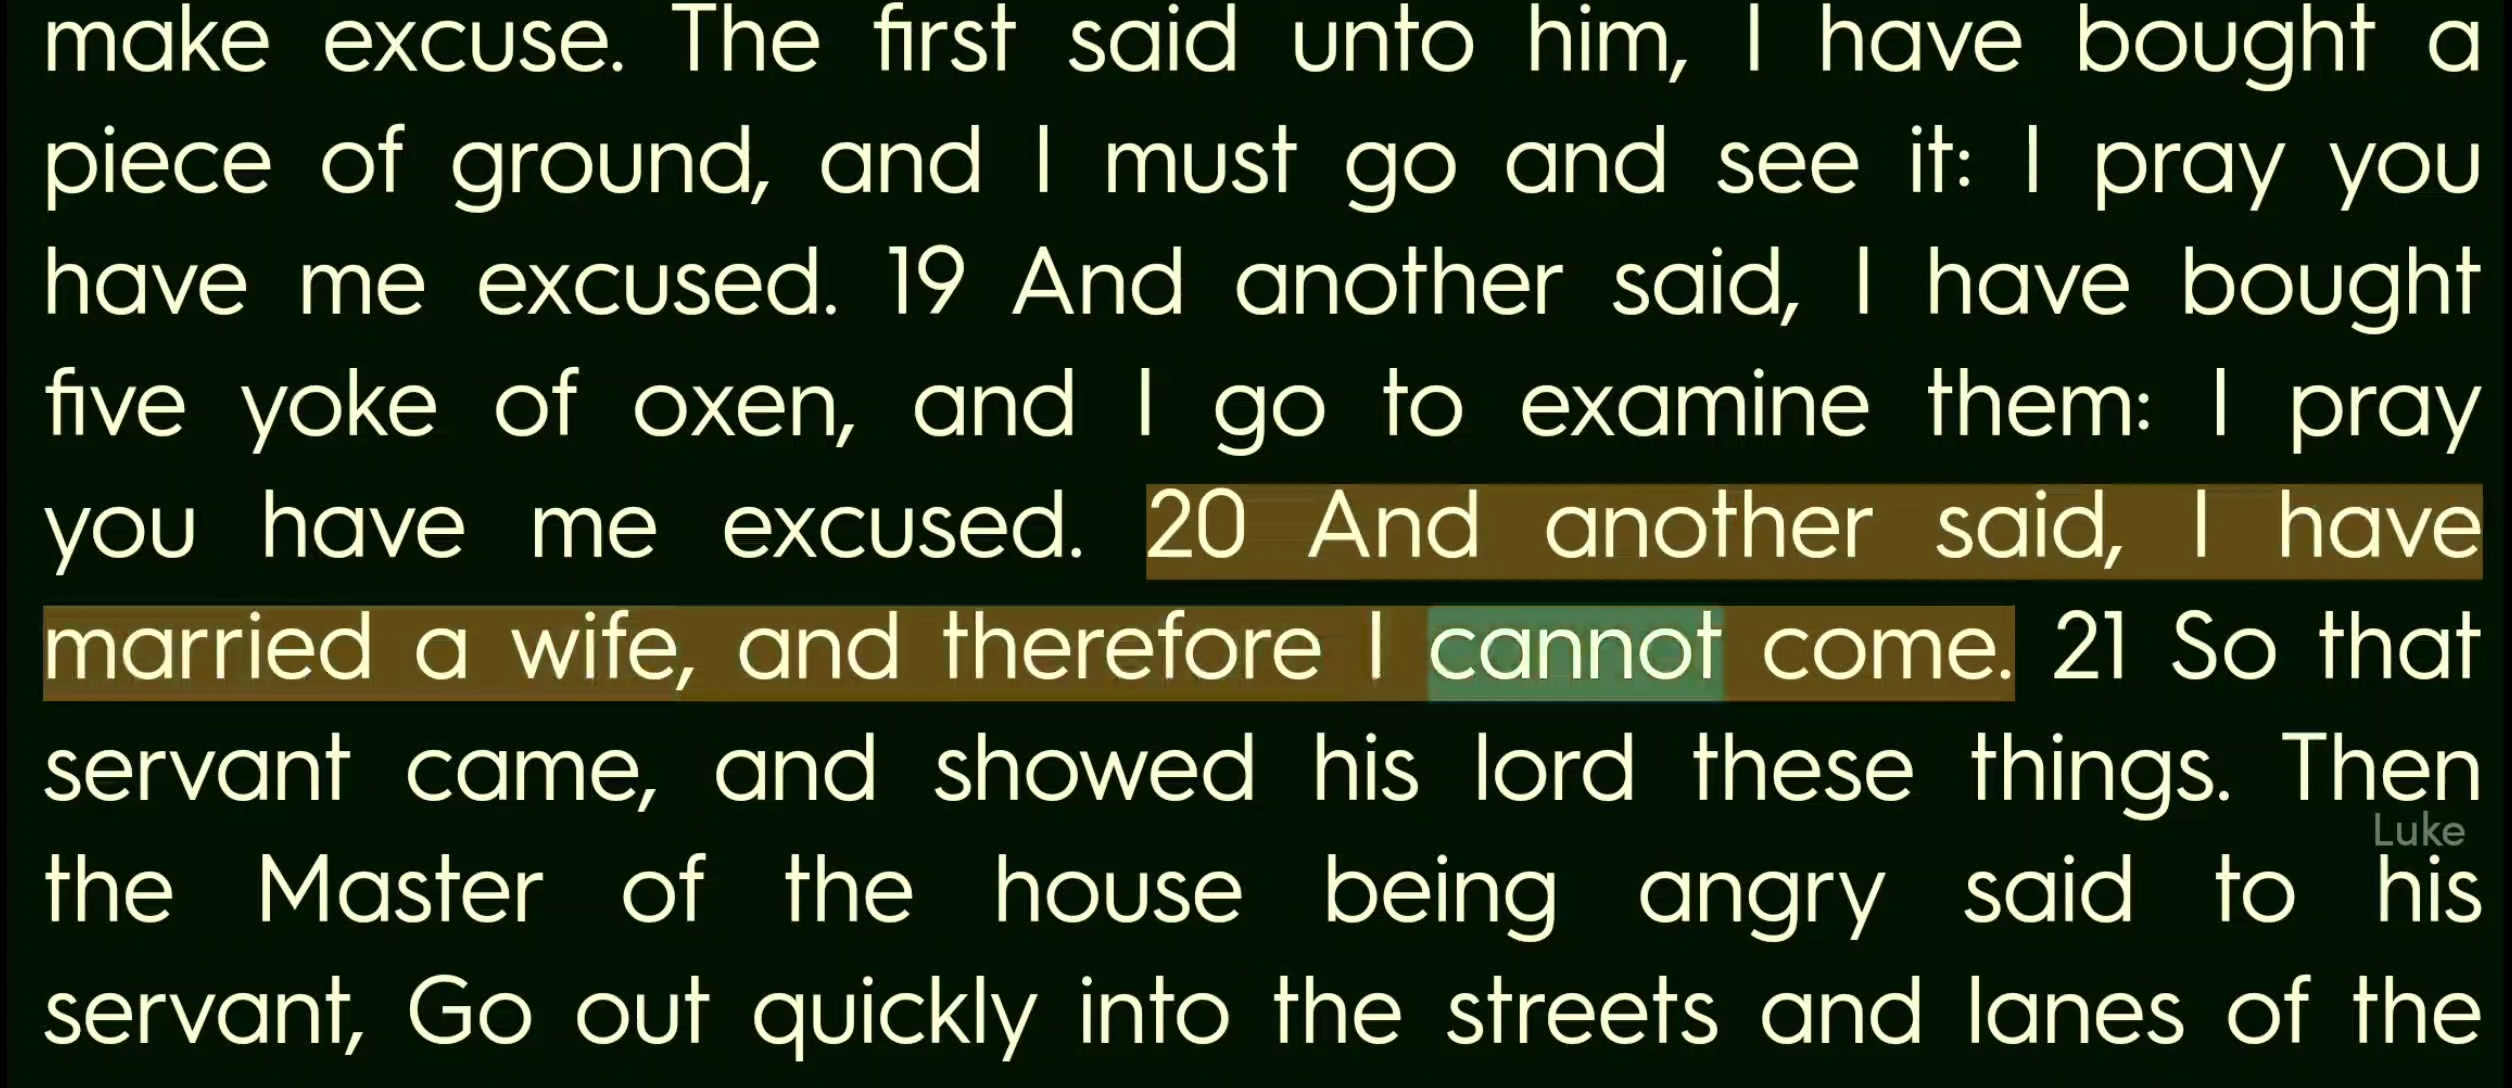 make excuse. The first said unto him, I have bought a
piece of ground, and I must go and see it: I pray you
have me excused. 19 And another said, I have bought
five yoke of oxen, and I go to examine them: I pray
you have me excused. 20 And another said, I have
married a wife, and therefore I cannot come. 21 So that
servant came, and showed his lord these things. Then
Luke
the Master of the house being angry said to his
servant, Go out quickly into the streets and lanes of the